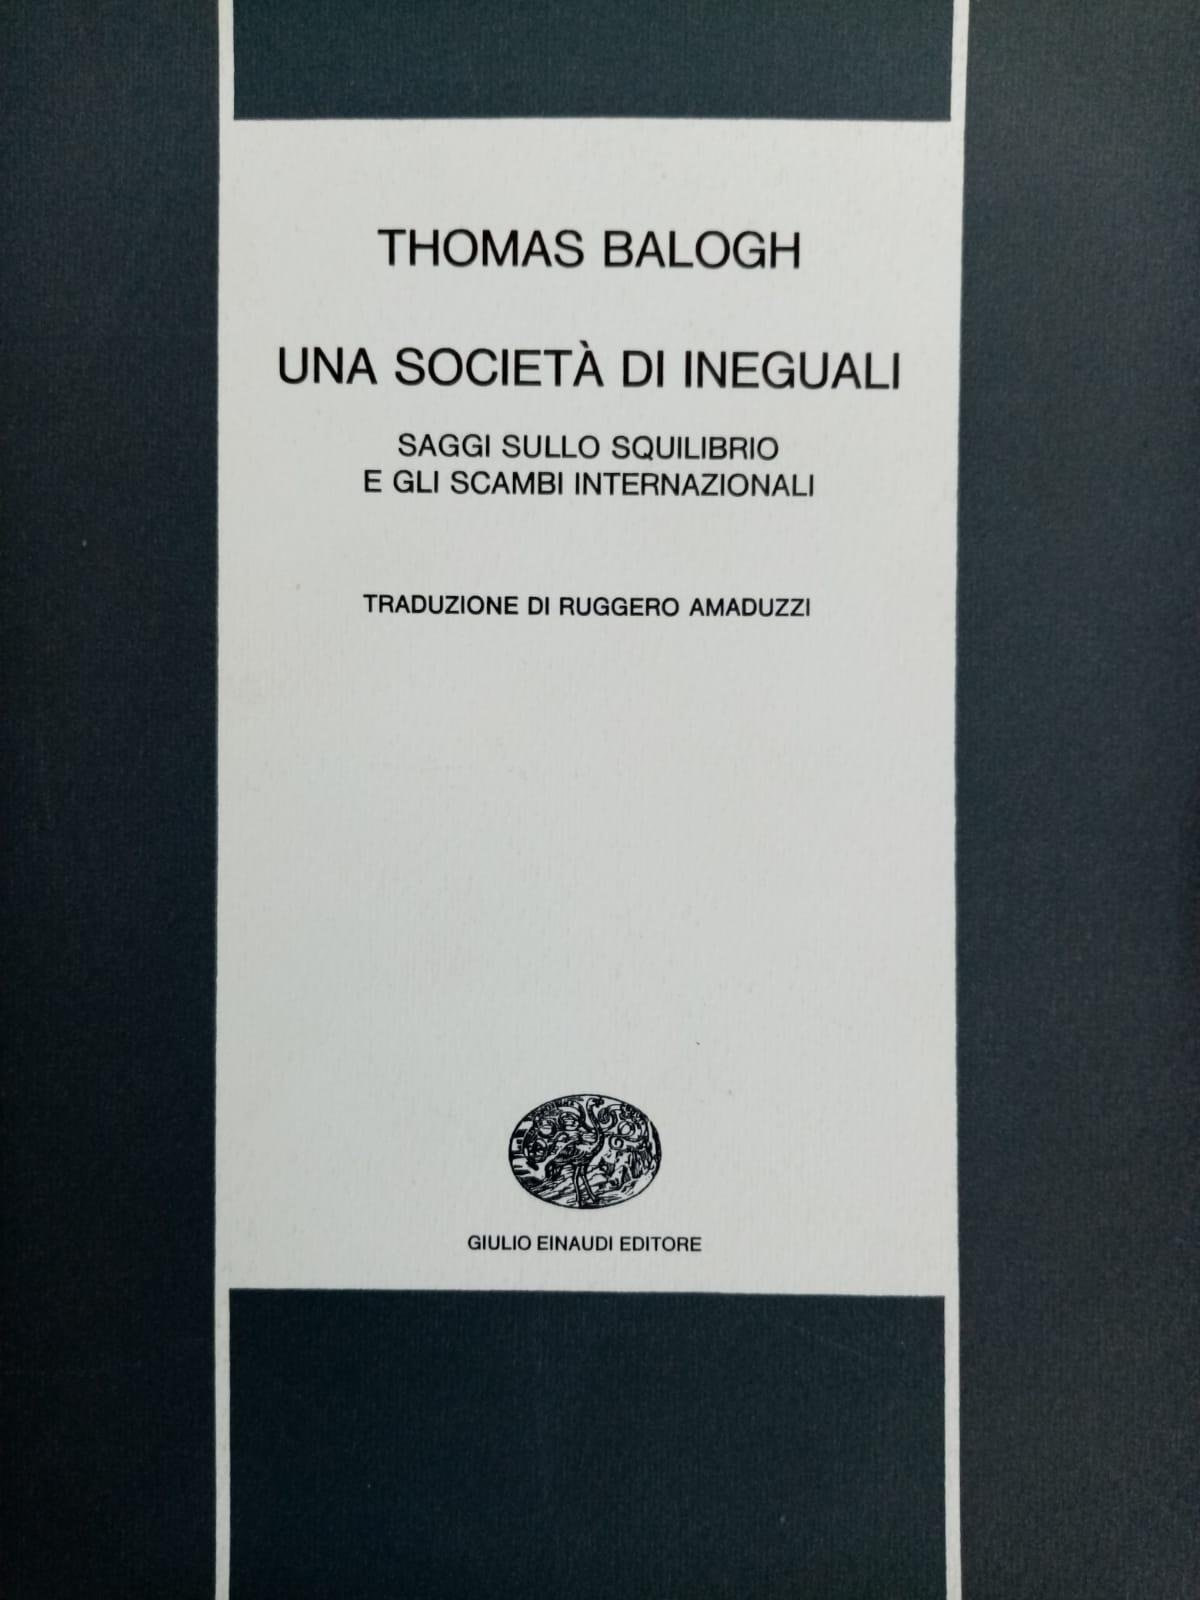 THOMAS BALOGH
UNA SOCIETÀ DI INEGUALI
SAGGI SULLO SQUILIBRIO
E GLI SCAMBI INTERNAZIONALI
TRADUZIONE DI RUGGERO AMADUZZI
GIULIO EINAUDI EDITORE